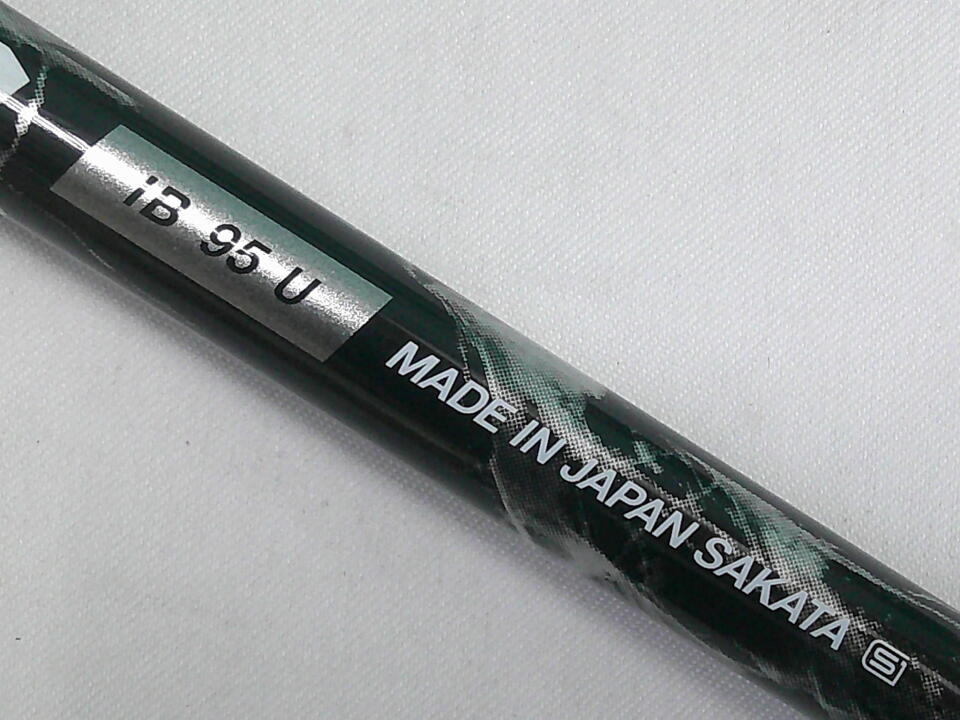 iB 95 U
MADE IN JAPAN SAKATA S